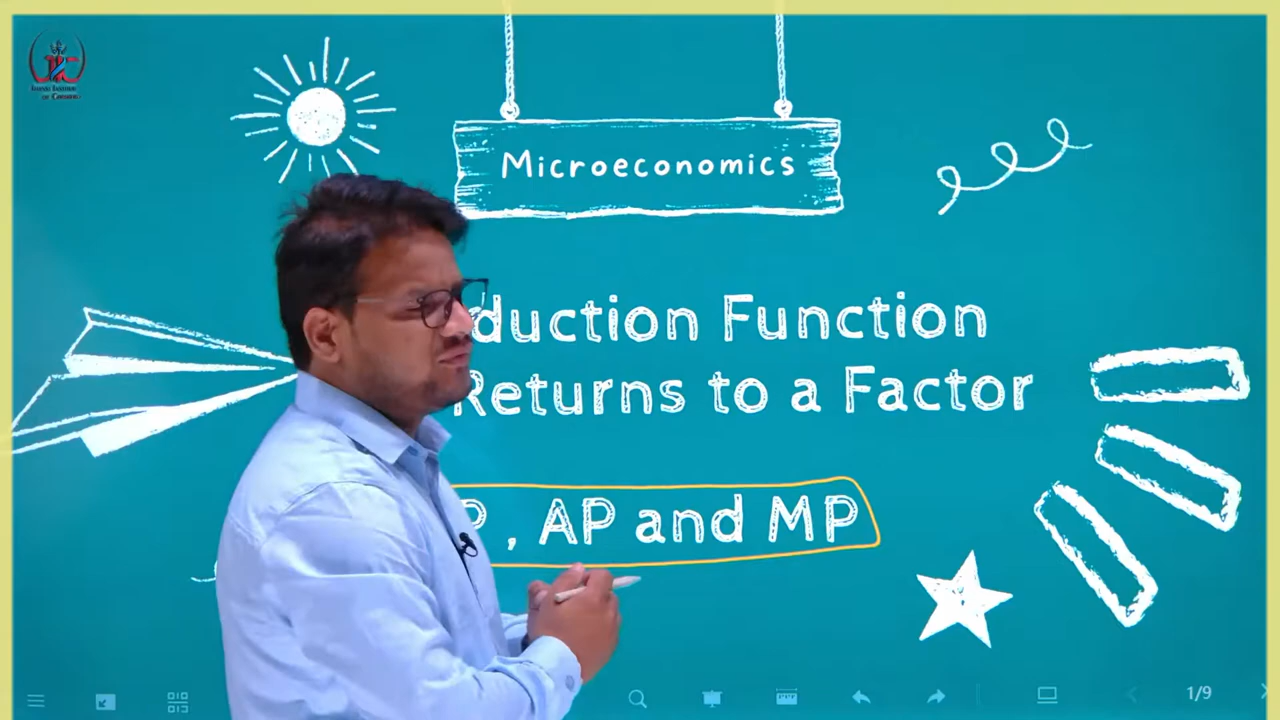 Microeconomics
duction Function
Returns to a Factor
P, AP and MP
1/9